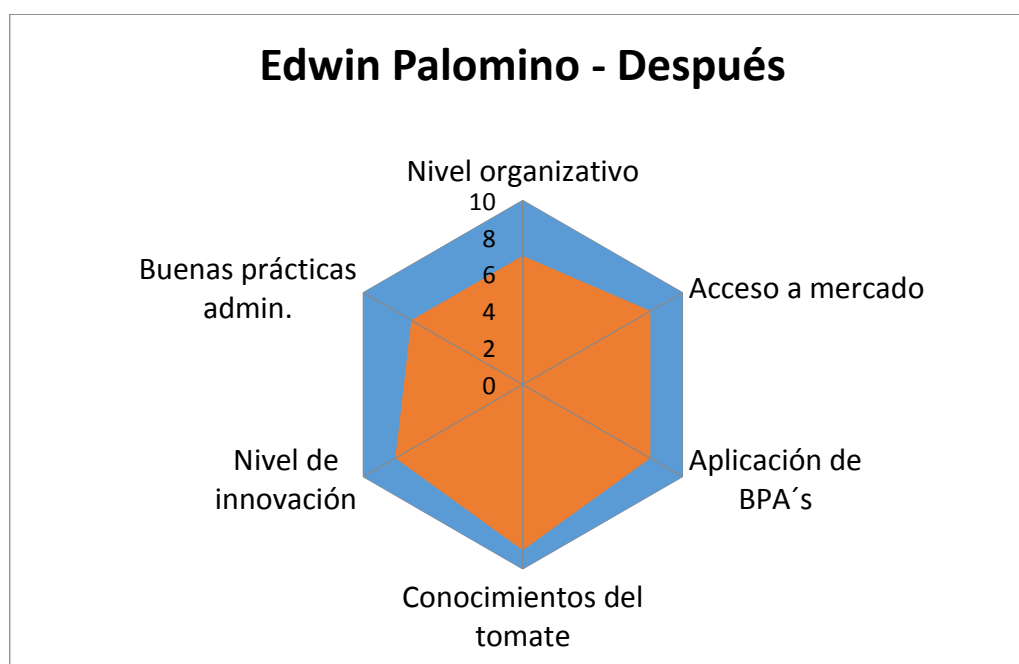 Edwin Palomino - Después
Nivel organizativo
10
8
6
4
2
0
Acceso a mercado
Aplicación de
BPA´s
Conocimientos del
tomate
Nivel de
innovación
Buenas prácticas
admin.